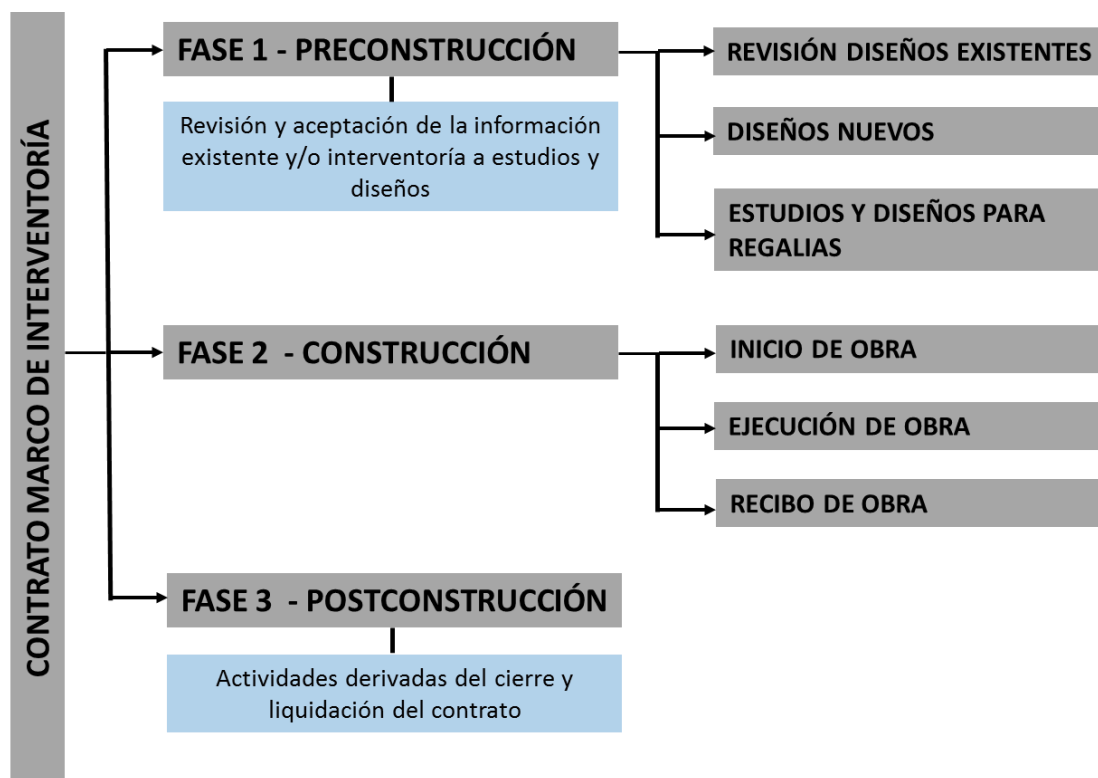 CONTRATO MARCO DE INTERVENTORÍA
FASE 1 - PRECONSTRUCCIÓN
Revisión y aceptación de la información
existente y/o interventoría a estudios y
diseños
REVISIÓN DISEÑOS EXISTENTES
DISEÑOS NUEVOS
ESTUDIOS Y DISEÑOS PARA
REGALIAS
FASE 2 - CONSTRUCCIÓN
INICIO DE OBRA
EJECUCIÓN DE OBRA
RECIBO DE OBRA
FASE 3 - POSTCONSTRUCCIÓN
Actividades derivadas del cierre y
liquidación del contrato